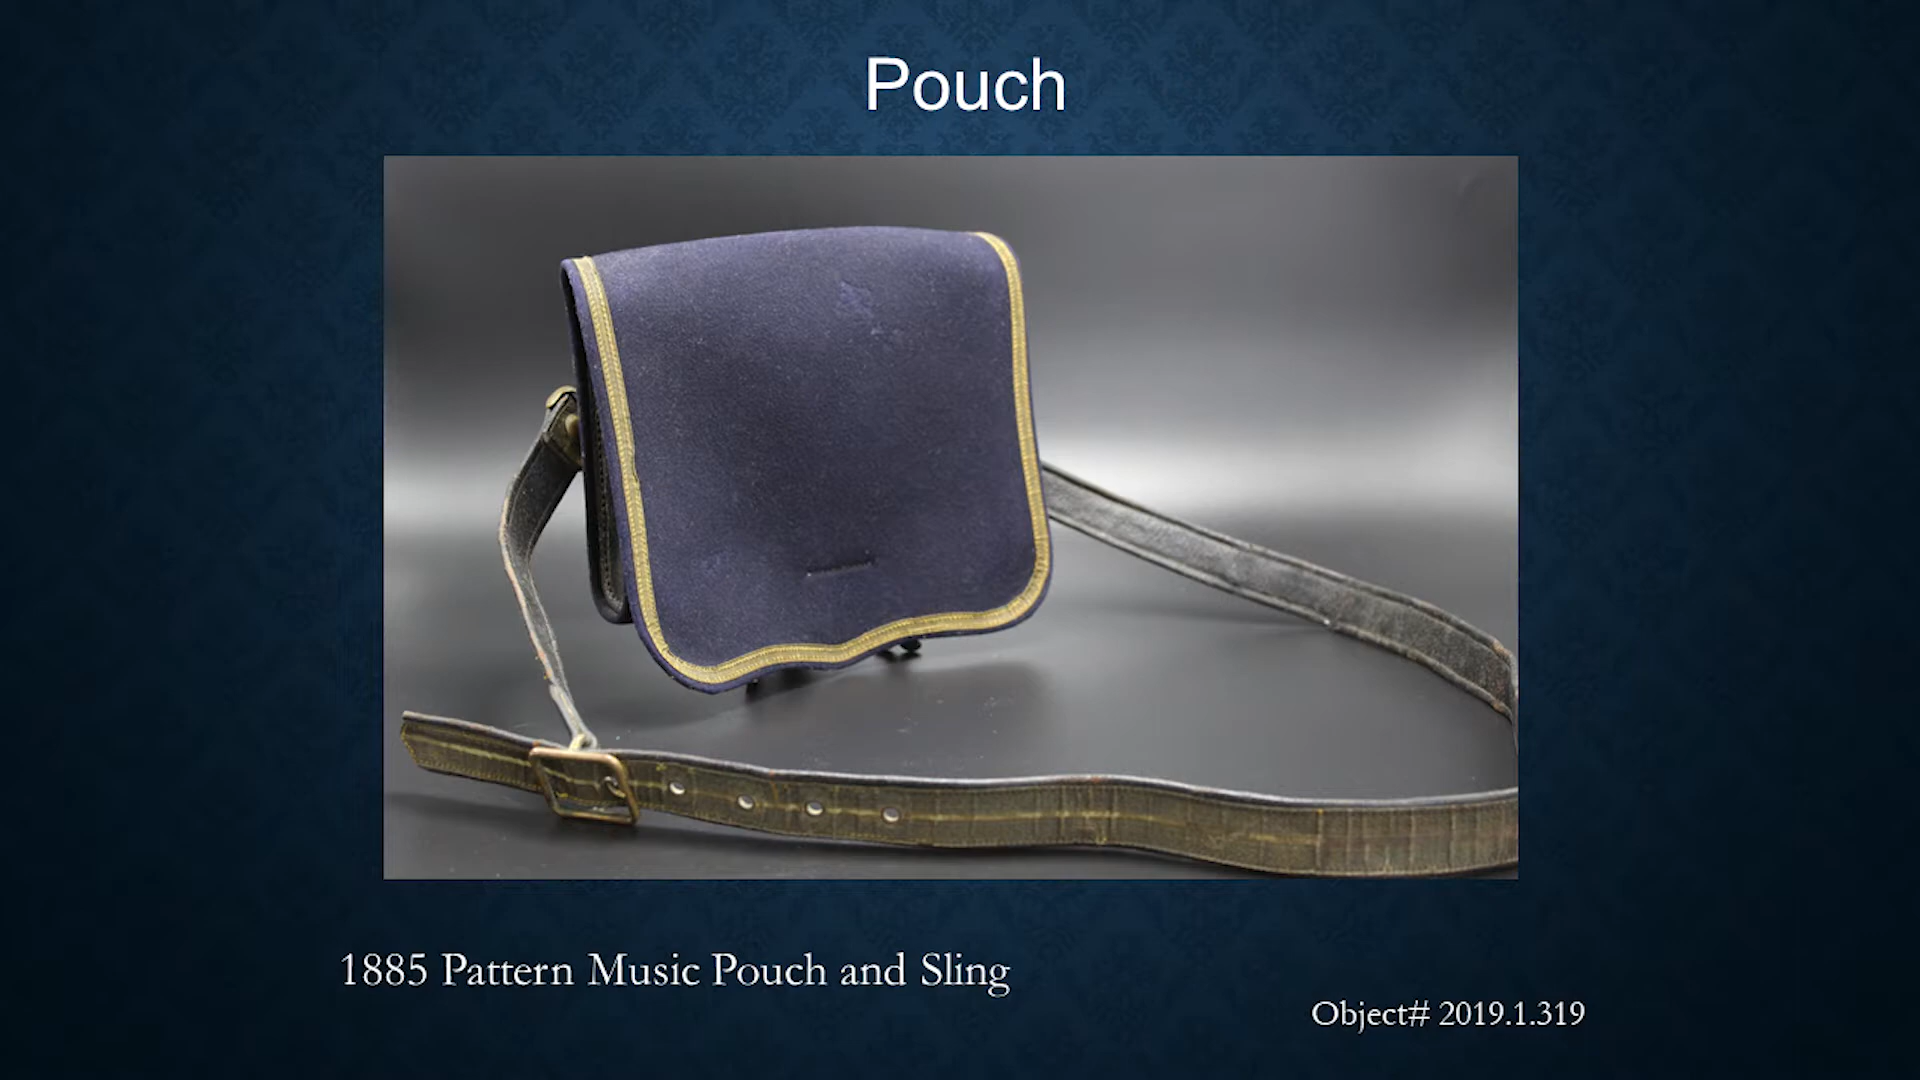 Pouch
1885 Pattern Music Pouch and Sling
Object# 2019.1.319